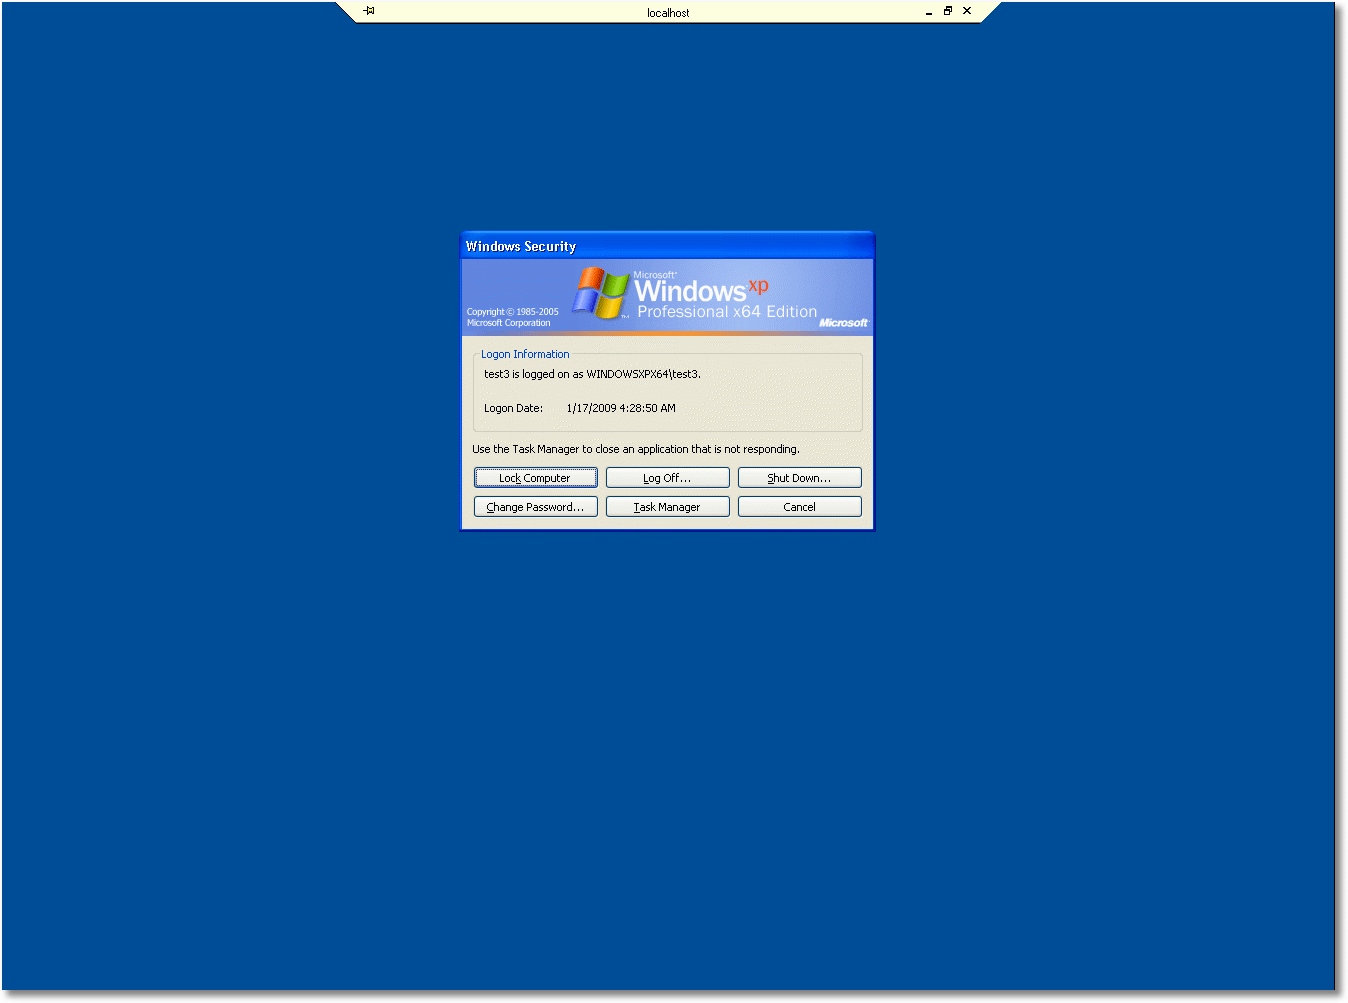 localhost
Windows Security
Microsoft®
Windows xp
Professional x64 Edition
Copyright © 1985-2005
Microsoft Corporation
TM
Microsoft
Logon Information
test3 is logged on as WINDOWSXPX64\test3.
Logon Date: 1/17/2009 4:28:50 AM
Use the Task Manager to close an application that is not responding.
Lock Computer Log Off... Shut Down...
Change Password... Task Manager Cancel